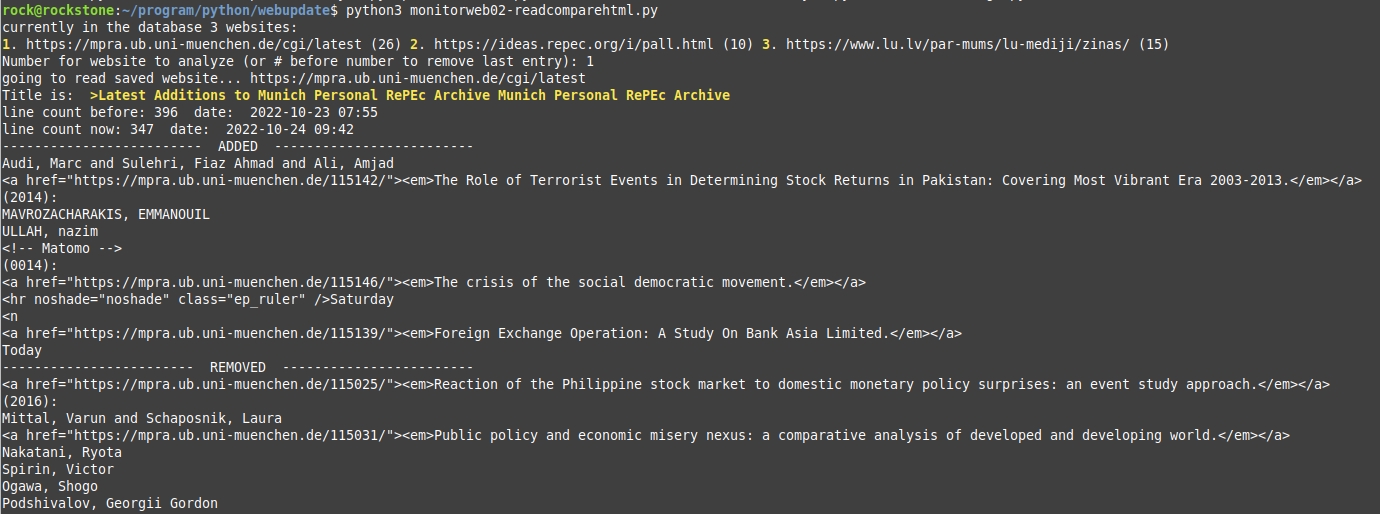 rock@rockstone:~/program/python/webupdate$ python3 monitorweb02-readcomparehtml.py
currently in the database 3 websites:
1. https://mpra.ub.uni-muenchen.de/cgi/latest (26) 2. https://ideas.repec.org/i/pall.html (10) 3. https://www.lu.lv/par-mums/lu-mediji/zinas/ (15)
Number for website to analyze (or # before number to remove last entry): 1
going to read saved website... https://mpra.ub.uni-muenchen.de/cgi/latest
Title is:  >Latest Additions to Munich Personal RePEc Archive Munich Personal RePEc Archive
line count before: 396  date:  2022-10-23 07:55
line count now: 347  date:  2022-10-24 09:42
-------------------------  ADDED  -------------------------
Audi, Marc and Sulehri, Fiaz Ahmad and Ali, Amjad
<a href="https://mpra.ub.uni-muenchen.de/115142/"><em>The Role of Terrorist Events in Determining Stock Returns in Pakistan: Covering Most Vibrant Era 2003-2013.</em></a>
(2014):
MAVROZACHARAKIS, EMMANOUIL
ULLAH, nazim
<!-- Matomo -->
(0014):
<a href="https://mpra.ub.uni-muenchen.de/115146/"><em>The crisis of the social democratic movement.</em></a>
<hr noshade="noshade" class="ep_ruler" />Saturday
<n
<a href="https://mpra.ub.uni-muenchen.de/115139/"><em>Foreign Exchange Operation: A Study On Bank Asia Limited.</em></a>
Today
------------------------  REMOVED  ------------------------
<a href="https://mpra.ub.uni-muenchen.de/115025/"><em>Reaction of the Philippine stock market to domestic monetary policy surprises: an event study approach.</em></a>
(2016):
Mittal, Varun and Schaposnik, Laura
<a href="https://mpra.ub.uni-muenchen.de/115031/"><em>Public policy and economic misery nexus: a comparative analysis of developed and developing world.</em></a>
Nakatani, Ryota
Spirin, Victor
Ogawa, Shogo
Podshivalov, Georgii Gordon